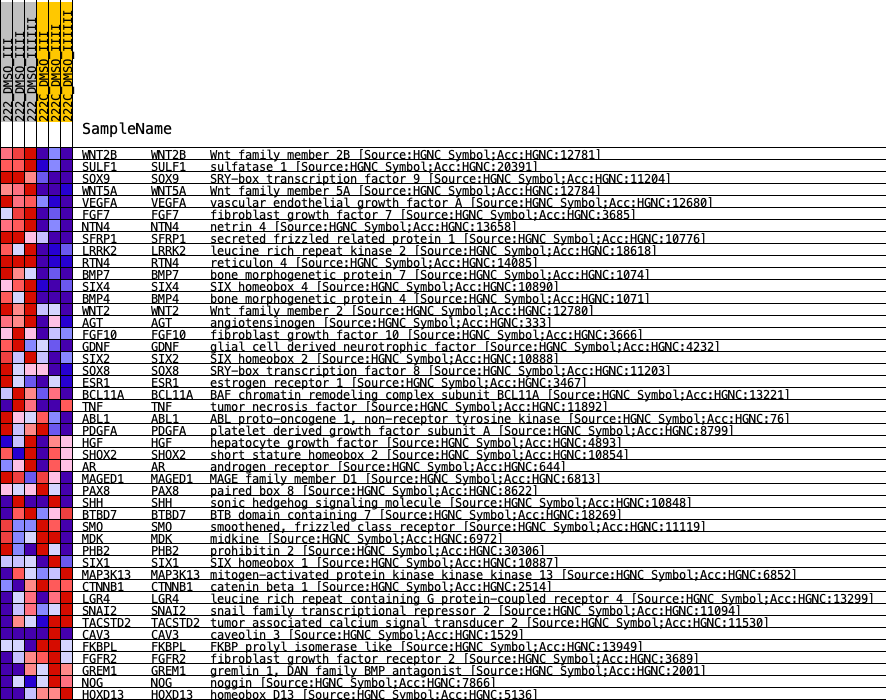 222_DMSO_III
222_DMSO_IIII
222_DMSO_IIIIII
222C_DMSO_III
222C_DMSO_IIII
222C_DMSO_IIIIII
SampleName
WNT2B WNT2B Wnt family member 2B [Source:HGNC Symbol;Acc:HGNC:12781]
SULF1 SULF1 sulfatase 1 [Source:HGNC Symbol;Acc:HGNC:20391]
SOX9 SOX9 SRY-box transcription factor 9 [Source:HGNC Symbol;Acc:HGNC:11204]
WNT5A WNT5A Wnt family member 5A [Source:HGNC Symbol;Acc:HGNC:12784]
VEGFA VEGFA vascular endothelial growth factor A [Source:HGNC Symbol;Acc:HGNC:12680]
FGF7 FGF7 fibroblast growth factor 7 [Source:HGNC Symbol;Acc:HGNC:3685]
NTN4 NTN4 netrin 4 [Source:HGNC Symbol;Acc:HGNC:13658]
SFRP1 SFRP1 secreted frizzled related protein 1 [Source:HGNC Symbol;Acc:HGNC:10776]
LRRK2 LRRK2 leucine rich repeat kinase 2 [Source:HGNC Symbol;Acc:HGNC:18618]
RTN4 RTN4 reticulon 4 [Source:HGNC Symbol;Acc:HGNC:14085]
BMP7 BMP7 bone morphogenetic protein 7 [Source:HGNC Symbol;Acc:HGNC:1074]
SIX4 SIX4 SIX homeobox 4 [Source:HGNC Symbol;Acc:HGNC:10890]
BMP4 BMP4 bone morphogenetic protein 4 [Source:HGNC Symbol;Acc:HGNC:1071]
WNT2 WNT2 Wnt family member 2 [Source:HGNC Symbol;Acc:HGNC:12780]
AGT AGT angiotensinogen [Source:HGNC Symbol;Acc:HGNC:333]
FGF10 FGF10 fibroblast growth factor 10 [Source:HGNC Symbol;Acc:HGNC:3666]
GDNF GDNF glial cell derived neurotrophic factor [Source:HGNC Symbol;Acc:HGNC:4232]
SIX2 SIX2 SIX homeobox 2 [Source:HGNC Symbol;Acc:HGNC:10888]
SOX8 SOX8 SRY-box transcription factor 8 [Source:HGNC Symbol;Acc:HGNC:11203]
ESR1 ESR1 estrogen receptor 1 [Source:HGNC Symbol;Acc:HGNC:3467]
BCL11A BCL11A BAF chromatin remodeling complex subunit BCL11A [Source:HGNC Symbol;Acc:HGNC:13221]
TNF TNF tumor necrosis factor [Source:HGNC Symbol;Acc:HGNC:11892]
ABL1 ABL1 ABL proto-oncogene 1, non-receptor tyrosine kinase [Source:HGNC Symbol;Acc:HGNC:76]
PDGFA PDGFA platelet derived growth factor subunit A [Source:HGNC Symbol;Acc:HGNC:8799]
HGF HGF hepatocyte growth factor [Source:HGNC Symbol;Acc:HGNC:4893]
SHOX2 SHOX2 short stature homeobox 2 [Source:HGNC Symbol;Acc:HGNC:10854]
AR AR androgen receptor [Source:HGNC Symbol;Acc:HGNC:644]
MAGED1 MAGED1 MAGE family member D1 [Source:HGNC Symbol;Acc:HGNC:6813]
PAX8 PAX8 paired box 8 [Source:HGNC Symbol;Acc:HGNC:8622]
SHH SHH sonic hedgehog signaling molecule [Source:HGNC Symbol;Acc:HGNC:10848]
BTBD7 BTBD7 BTB domain containing 7 [Source:HGNC Symbol;Acc:HGNC:18269]
SMO SMO smoothened, frizzled class receptor [Source:HGNC Symbol;Acc:HGNC:11119]
MDK MDK midkine [Source:HGNC Symbol;Acc:HGNC:6972]
PHB2 PHB2 prohibitin 2 [Source:HGNC Symbol;Acc:HGNC:30306]
SIX1 SIX1 SIX homeobox 1 [Source:HGNC Symbol;Acc:HGNC:10887]
MAP3K13 MAP3K13 mitogen-activated protein kinase kinase kinase 13 [Source:HGNC Symbol;Acc:HGNC:6852]
CTNNB1 CTNNB1 catenin beta 1 [Source:HGNC Symbol;Acc:HGNC:2514]
LGR4 LGR4 leucine rich repeat containing G protein-coupled receptor 4 [Source:HGNC Symbol;Acc:HGNC:13299]
SNAI2 SNAI2 snail family transcriptional repressor 2 [Source:HGNC Symbol;Acc:HGNC:11094]
TACSTD2 TACSTD2 tumor associated calcium signal transducer 2 [Source:HGNC Symbol;Acc:HGNC:11530]
CAV3 CAV3 caveolin 3 [Source:HGNC Symbol;Acc:HGNC:1529]
FKBPL FKBPL FKBP prolyl isomerase like [Source:HGNC Symbol;Acc:HGNC:13949]
FGFR2 FGFR2 fibroblast growth factor receptor 2 [Source:HGNC Symbol;Acc:HGNC:3689]
GREM1 GREM1 gremlin 1, DAN family BMP antagonist [Source:HGNC Symbol;Acc:HGNC:2001]
NOG NOG noggin [Source:HGNC Symbol;Acc:HGNC:7866]
HOXD13 HOXD13 homeobox D13 [Source:HGNC Symbol;Acc:HGNC:5136]